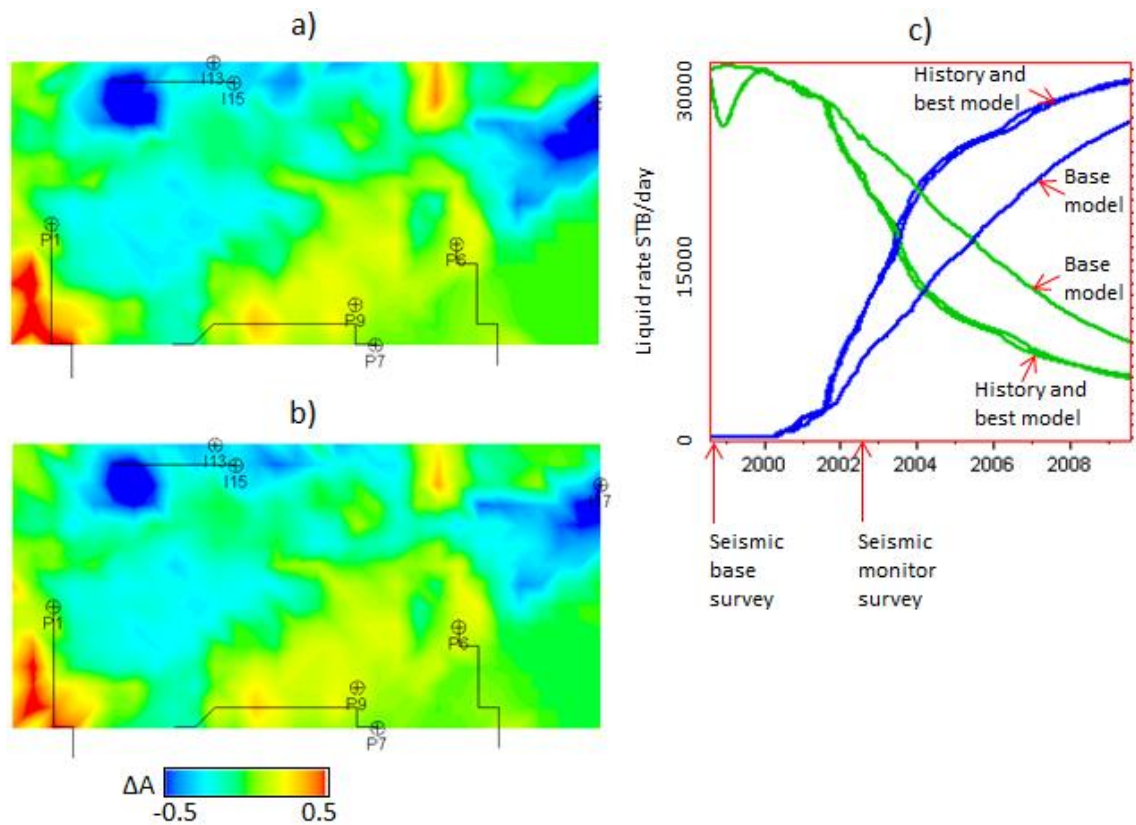 a)
I13
I15
P1
P6
P9
P7
b)
I13
I15
P1
P6
P9
P7
ΔA
-0.5 0.5
c)
Liquid rate STB/day
30000
15000
0
History and
best model
Base
model
Base
model
History and
best model
2000 2002 2004 2006 2008
Seismic
base
survey
Seismic
monitor
survey